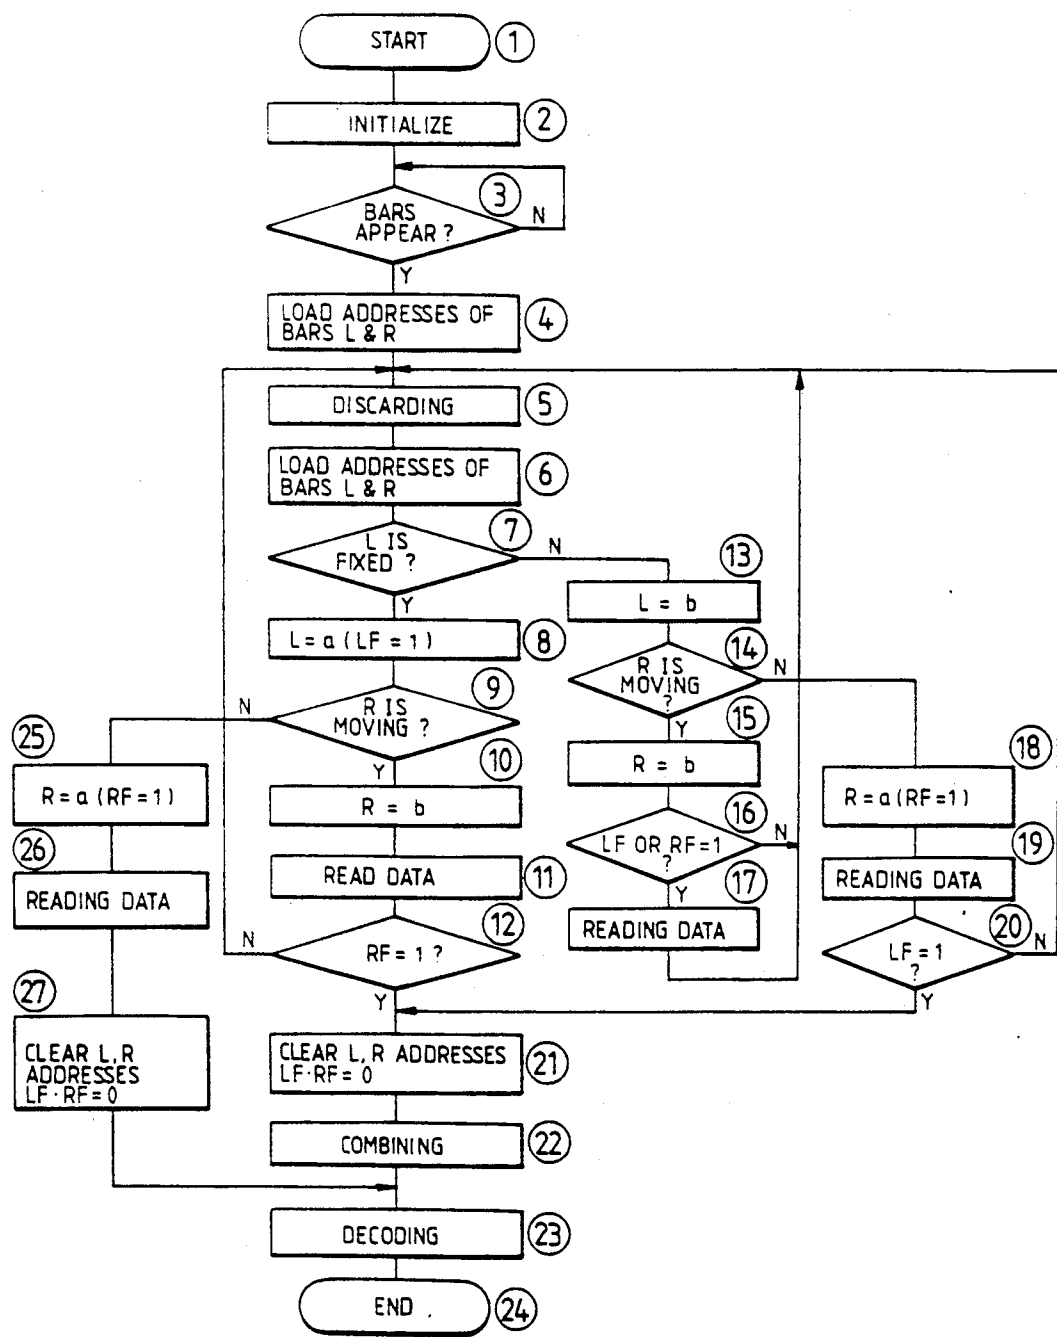 START
1
INITIALIZE
2
3
BARS
APPEAR ?
N
Y
LOAD ADDRESSES OF
BARS L & R
4
DISCARDING
5
LOAD ADDRESSES OF
BARS L & R
6
L IS
FIXED ?
7
N
Y
L = a (LF = 1)
8
R IS
MOVING ?
9
N
Y
10
R = b
READ DATA
11
12
RF = 1 ?
N
Y
13
L = b
14
R IS
MOVING
?
N
Y
15
R = b
16
LF OR RF=1
?
N
Y
17
READING DATA
18
R = a (RF=1)
19
READING DATA
20
LF = 1
?
N
Y
25
R = a (RF = 1)
26
READING DATA
27
CLEAR L, R
ADDRESSES
LF·RF = 0
CLEAR L, R ADDRESSES
LF·RF = 0
21
COMBINING
22
DECODING
23
END
24